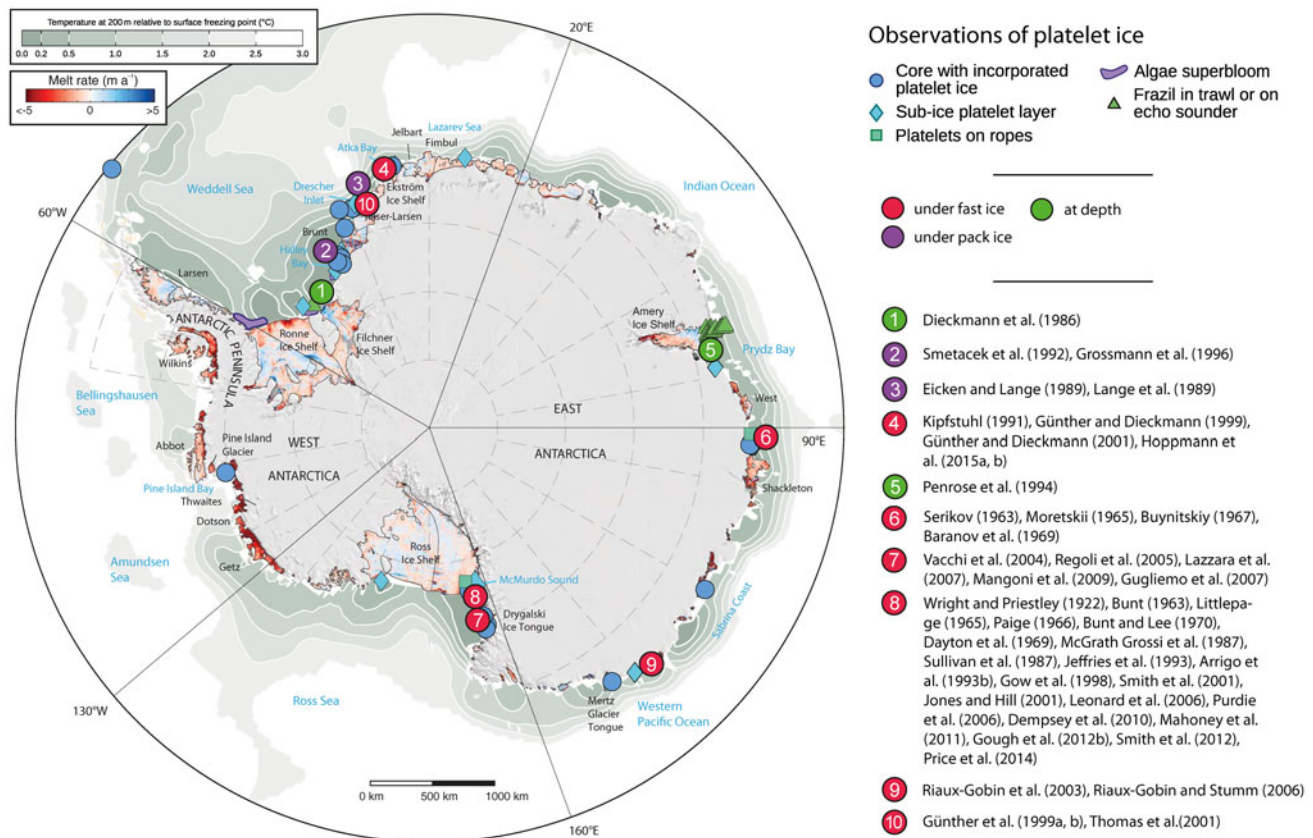 Temperature at 200 m relative to surface freezing point (°C)
0.0 0.2 0.5 1.0 1.5 2.0 2.5 3.0
Melt rate (m a⁻¹)
<-5 0 >5
20°E
Indian Ocean
Lazarev Sea
Jelbart
Fimbul
Atka Bay
4
Ekström
Ice Shelf
3
10
Drescher
Inlet
Weddell Sea
60°W
Brunt
2
Halley
Bay
1
Larsen
ANTARCTIC PENINSULA
Ronne
Ice Shelf
Filchner
Ice Shelf
Wilkins
Bellingshausen
Sea
Amery
Ice Shelf
5
Prydz Bay
West
EAST
ANTARCTICA
6
90°E
Shackleton
Abbot
Pine Island
Glacier
WEST
ANTARCTICA
Pine Island Bay
Thwaites
Dotson
Getz
Amundsen
Sea
Ross
Ice Shelf
McMurdo Sound
8
7
Drygalski
Ice Tongue
Sabrina Coast
9
Mertz
Glacier
Tongue
Western
Pacific Ocean
Ross Sea
130°W
160°E
0 km 500 km 1000 km
Observations of platelet ice
Core with incorporated
platelet ice
Sub-ice platelet layer
Platelets on ropes
Algae superbloom
Frazil in trawl or on
echo sounder
under fast ice
at depth
under pack ice
1 Dieckmann et al. (1986)
2 Smetacek et al. (1992), Grossmann et al. (1996)
3 Eicken and Lange (1989), Lange et al. (1989)
4 Kipfstuhl (1991), Günther and Dieckmann (1999),
Günther and Dieckmann (2001), Hoppmann et
al. (2015a, b)
5 Penrose et al. (1994)
6 Serikov (1963), Moretskii (1965), Buynitskiy (1967),
Baranov et al. (1969)
7 Vacchi et al. (2004), Regoli et al. (2005), Lazzara et al.
(2007), Mangoni et al. (2009), Gugliemo et al. (2007)
8 Wright and Priestley (1922), Bunt (1963), Littlepa-
ge (1965), Paige (1966), Bunt and Lee (1970),
Dayton et al. (1969), McGrath Grossi et al. (1987),
Sullivan et al. (1987), Jeffries et al. (1993), Arrigo et
al. (1993b), Gow et al. (1998), Smith et al. (2001),
Jones and Hill (2001), Leonard et al. (2006), Purdie
et al. (2006), Dempsey et al. (2010), Mahoney et al.
(2011), Gough et al. (2012b), Smith et al. (2012),
Price et al. (2014)
9 Riaux-Gobin et al. (2003), Riaux-Gobin and Stumm (2006)
10 Günther et al. (1999a, b), Thomas et al.(2001)